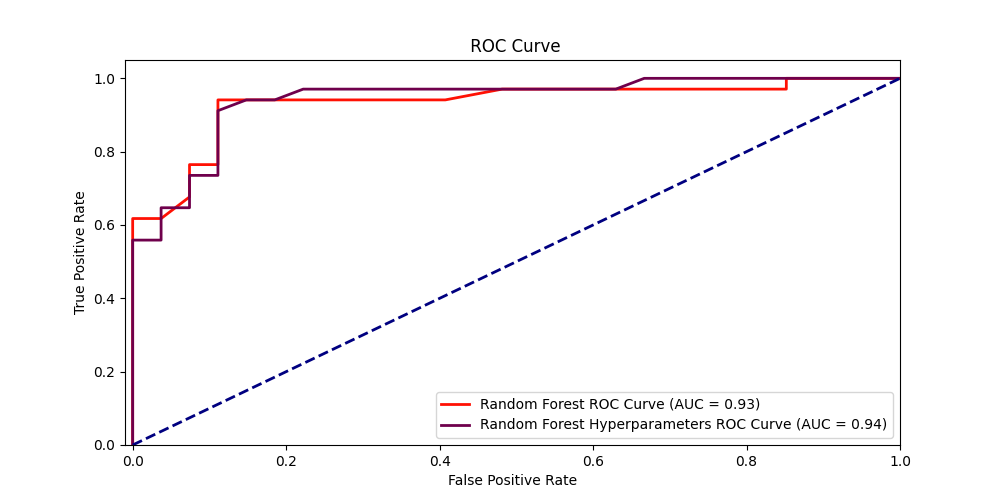 ROC Curve
1.0
0.8
0.6
0.4
0.2
0.0
True Positive Rate
Random Forest ROC Curve (AUC = 0.93)
Random Forest Hyperparameters ROC Curve (AUC = 0.94)
0.0 0.2 0.4 0.6 0.8 1.0
False Positive Rate